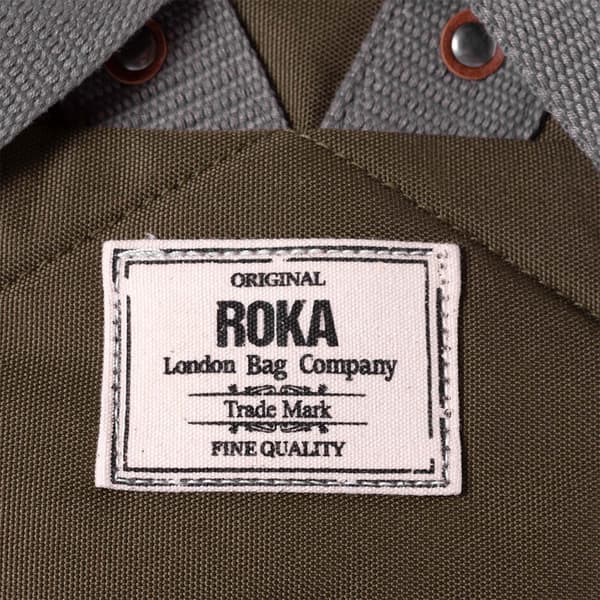 ORIGINAL
ROKA
London Bag Company
Trade Mark
FINE QUALITY